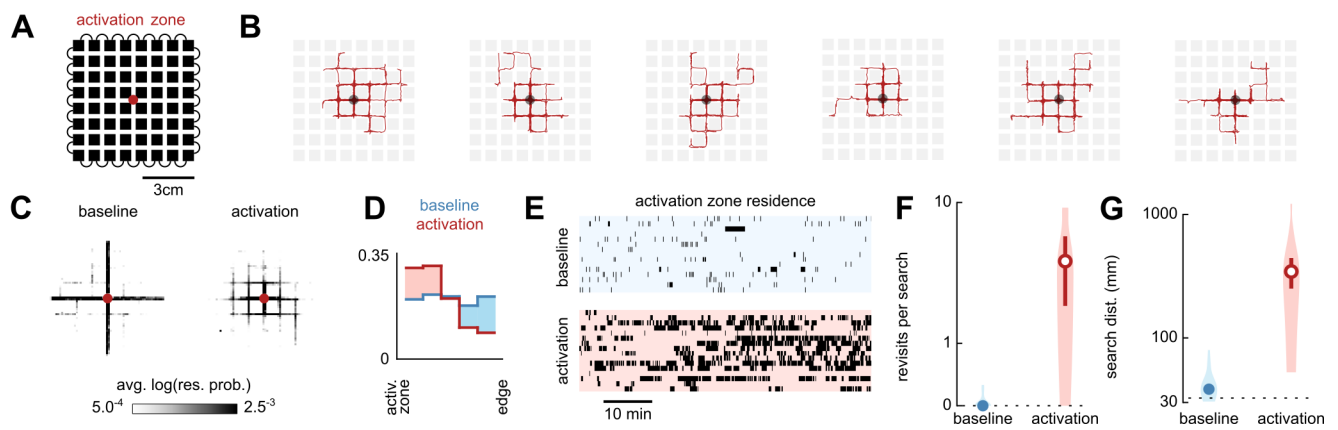 A
activation zone
3cm
B
C
baseline
activation
avg. log(res. prob.)
5.0-4
2.5-3
D
baseline
activation
0.35
0
activ. zone
edge
E
activation zone residence
baseline
activation
10 min
F
revisits per search
10
1
0
baseline
activation
G
search dist. (mm)
1000
100
30
baseline
activation